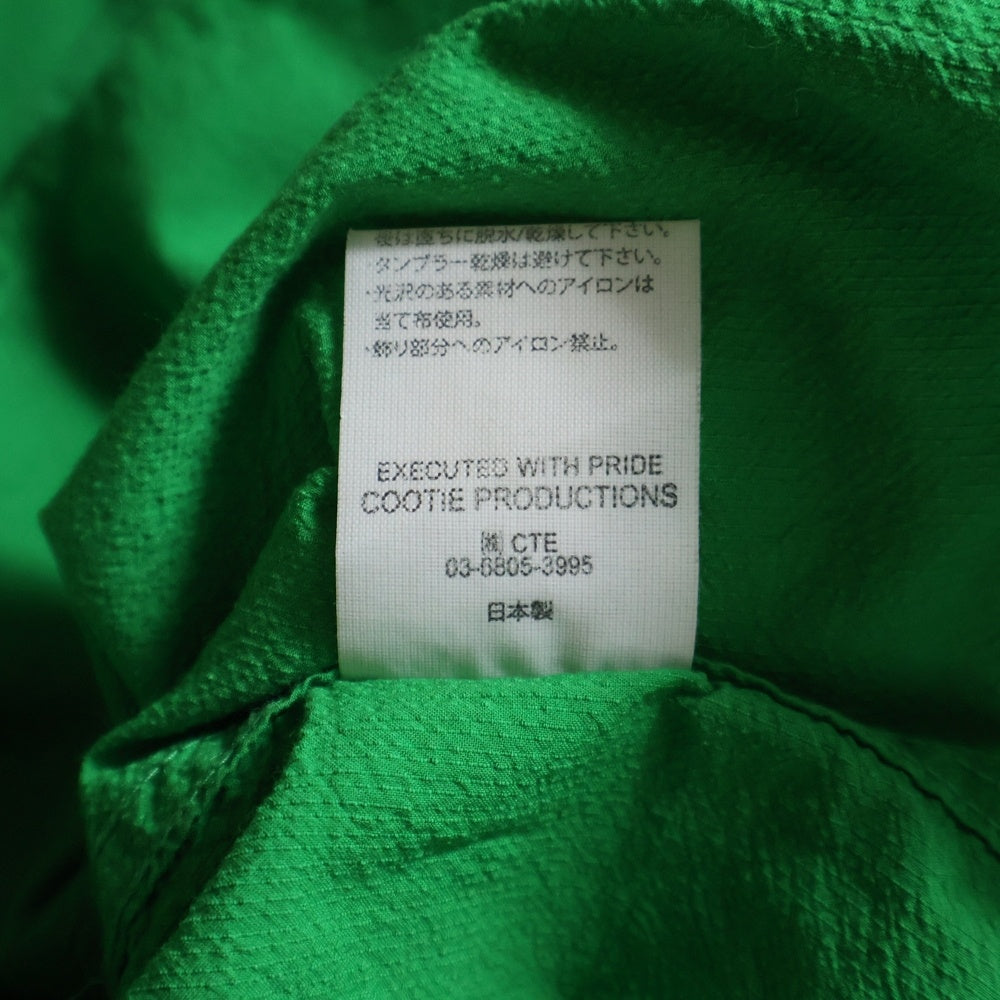 後は直ちに脱水/乾燥して下さい。
・タンブラー乾燥は避けて下さい。
・光沢のある素材へのアイロンは
当て布使用。
・飾り部分へのアイロン禁止。
EXECUTED WITH PRIDE
COOTIE PRODUCTIONS
㈱ CTE
03-6805-3995
日本製